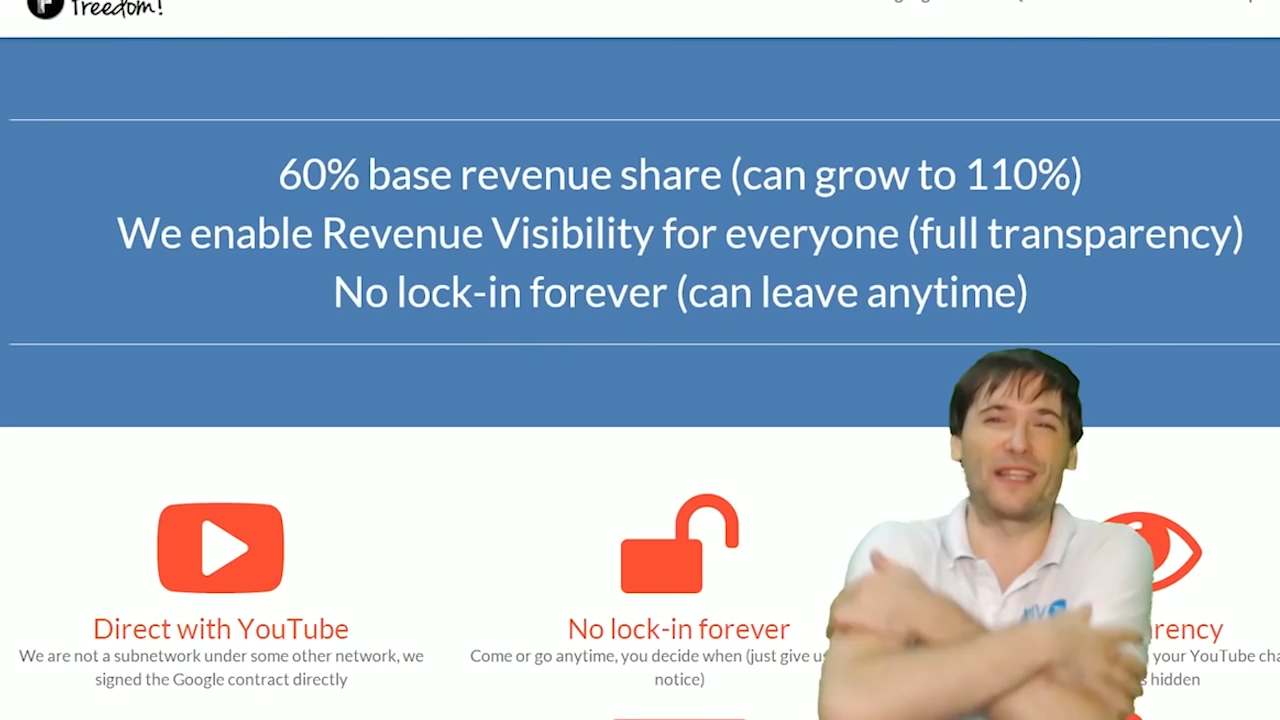 Freedom!
60% base revenue share (can grow to 110%)
We enable Revenue Visibility for everyone (full transparency)
No lock-in forever (can leave anytime)
Direct with YouTube
We are not a subnetwork under some other network, we
signed the Google contract directly
No lock-in forever
Come or go anytime, you decide when (just give us
notice)
your YouTube
hidden